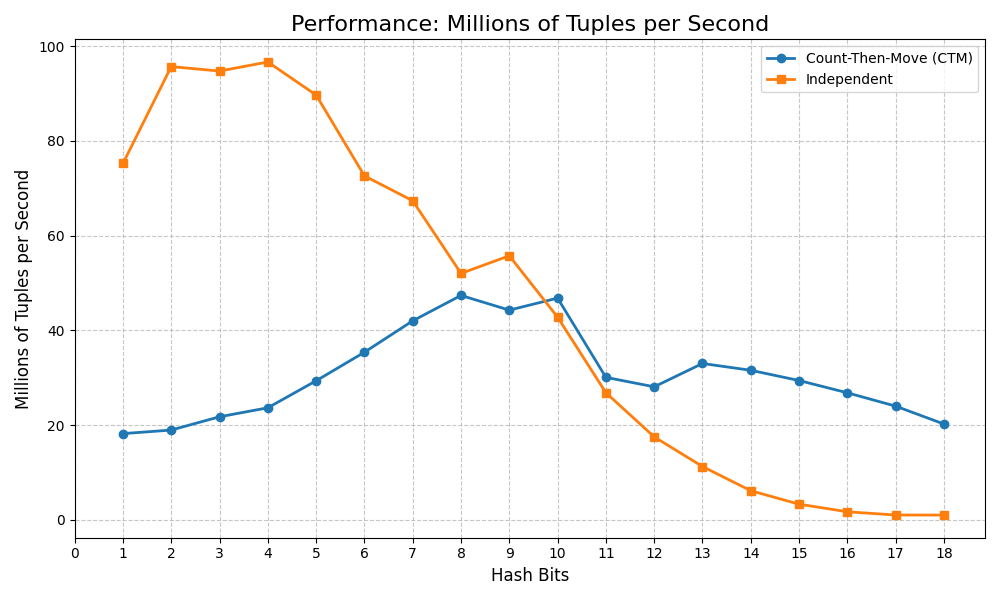 Performance: Millions of Tuples per Second
Count-Then-Move (CTM)
Independent
Millions of Tuples per Second
100
80
60
40
20
0
0 1 2 3 4 5 6 7 8 9 10 11 12 13 14 15 16 17 18
Hash Bits